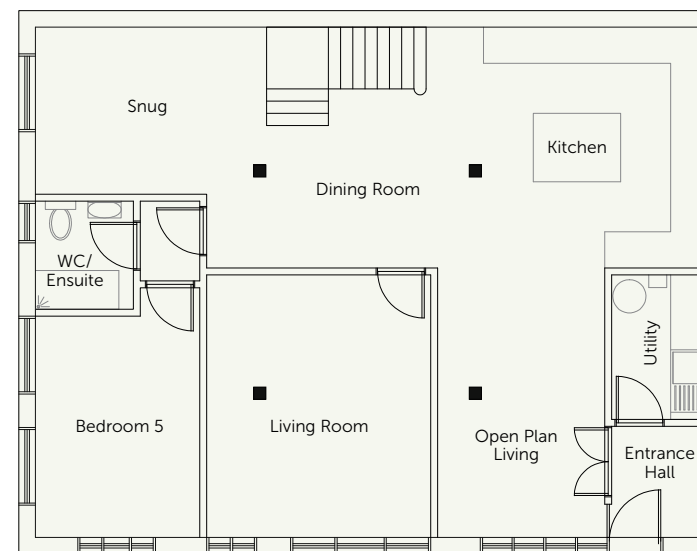 Snug
Kitchen
Dining Room
WC/
Ensuite
Utility
Bedroom 5
Living Room
Open Plan
Living
Entrance
Hall